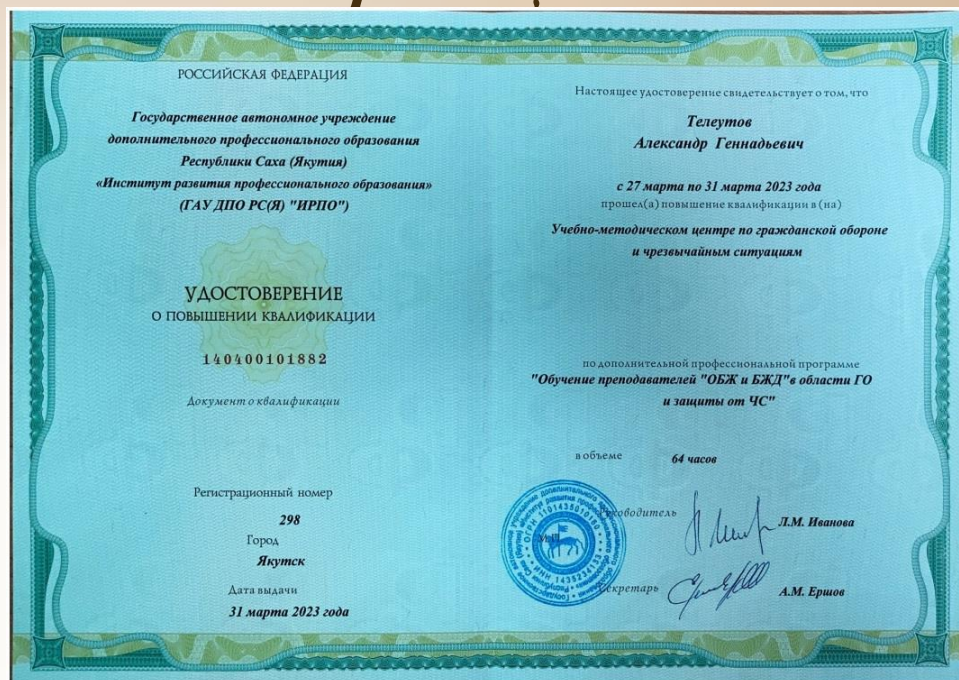 РОССИЙСКАЯ ФЕДЕРАЦИЯ
Государственное автономное учреждение
дополнительного профессионального образования
Республики Саха (Якутия)
«Институт развития профессионального образования»
(ГАУ ДПО РС(Я) "ИРПО")
УДОСТОВЕРЕНИЕ
О ПОВЫШЕНИИ КВАЛИФИКАЦИИ
140400101882
Документ о квалификации
Регистрационный номер
298
Город
Якутск
Дата выдачи
31 марта 2023 года
Настоящее удостоверение свидетельствует о том, что
Телеутов
Александр Геннадьевич
с 27 марта по 31 марта 2023 года
прошел(а) повышение квалификации в (на)
Учебно-методическом центре по гражданской обороне
и чрезвычайным ситуациям
по дополнительной профессиональной программе
"Обучение преподавателей "ОБЖ и БЖД"в области ГО
и защиты от ЧС"
в объеме 64 часов
Руководитель Л.М. Иванова
М.П.
Секретарь А.М. Ершов